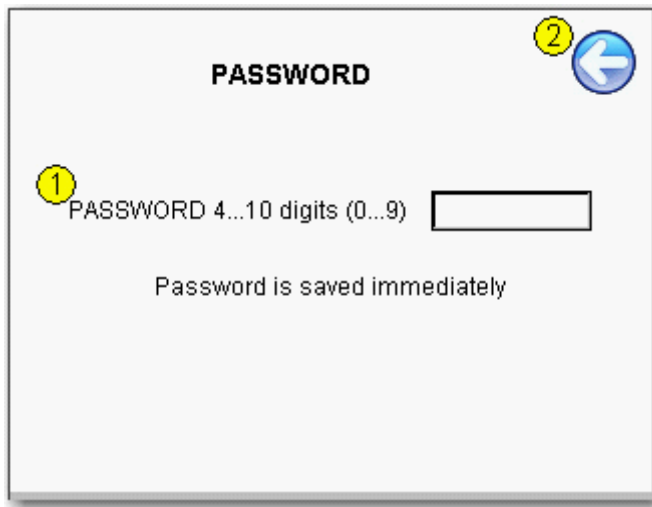 2
PASSWORD
1
PASSWORD 4...10 digits (0...9)
Password is saved immediately